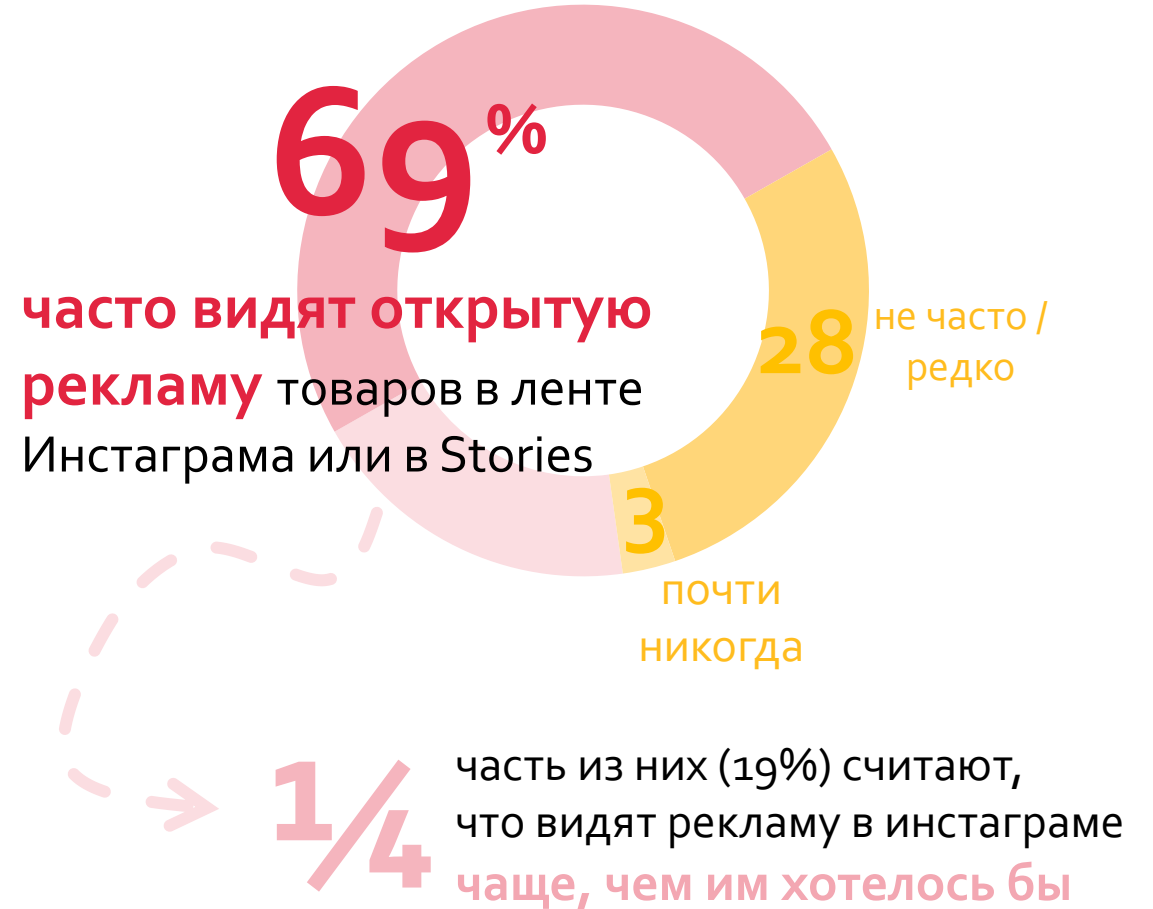 69%
часто видят открытую
рекламу товаров в ленте
Инстаграма или в Stories
28
не часто /
редко
3
почти
никогда
1/4
часть из них (19%) считают,
что видят рекламу в инстаграме
чаще, чем им хотелось бы